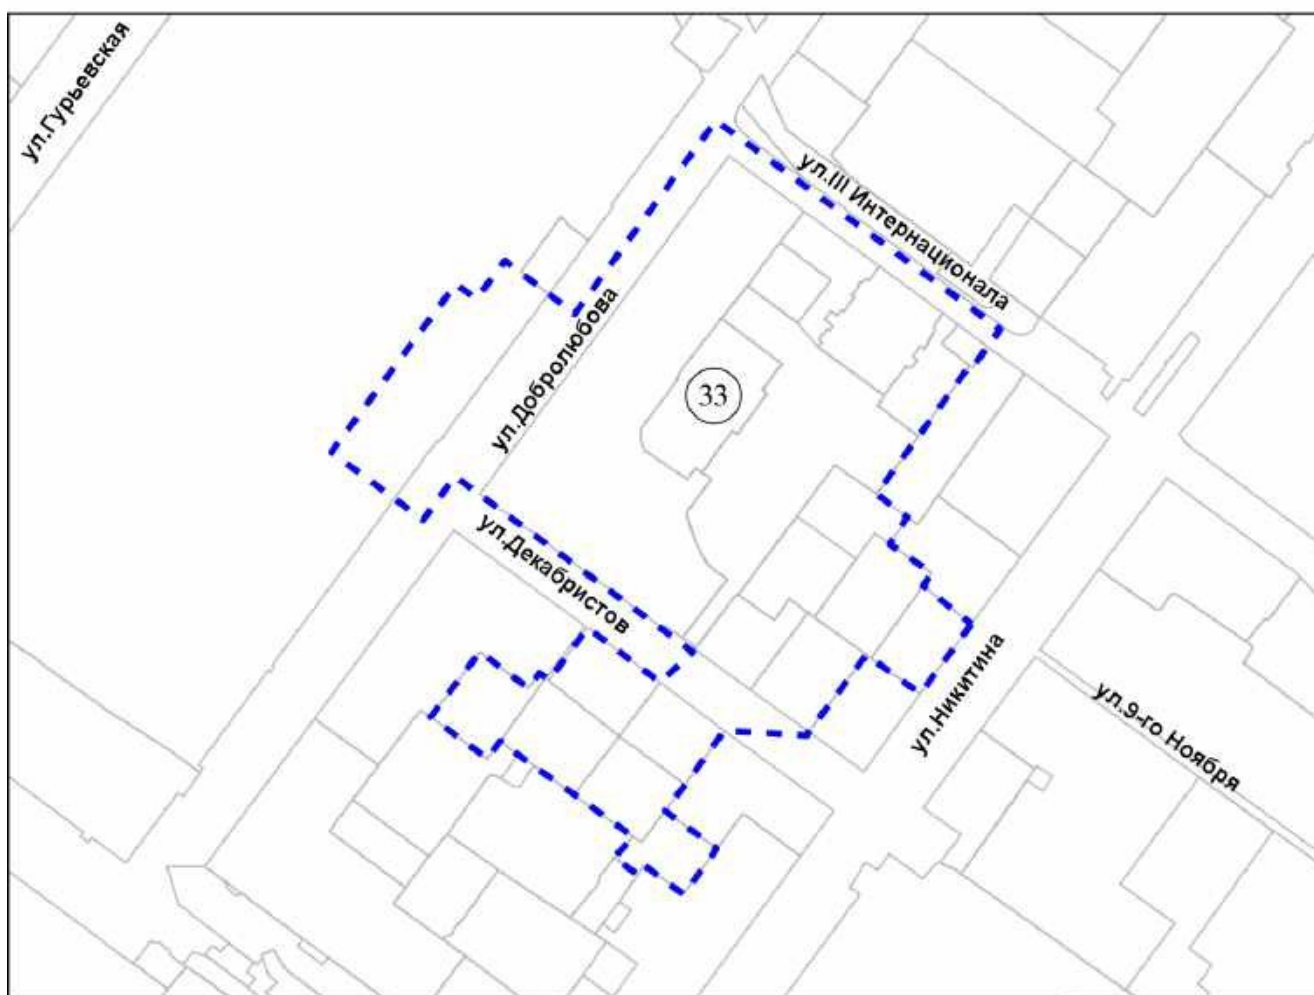 ул.Гурьевская
ул.III Интернационала
ул.Добролюбова
33
ул.Декабристов
ул.Никитина
ул.9-го Ноября